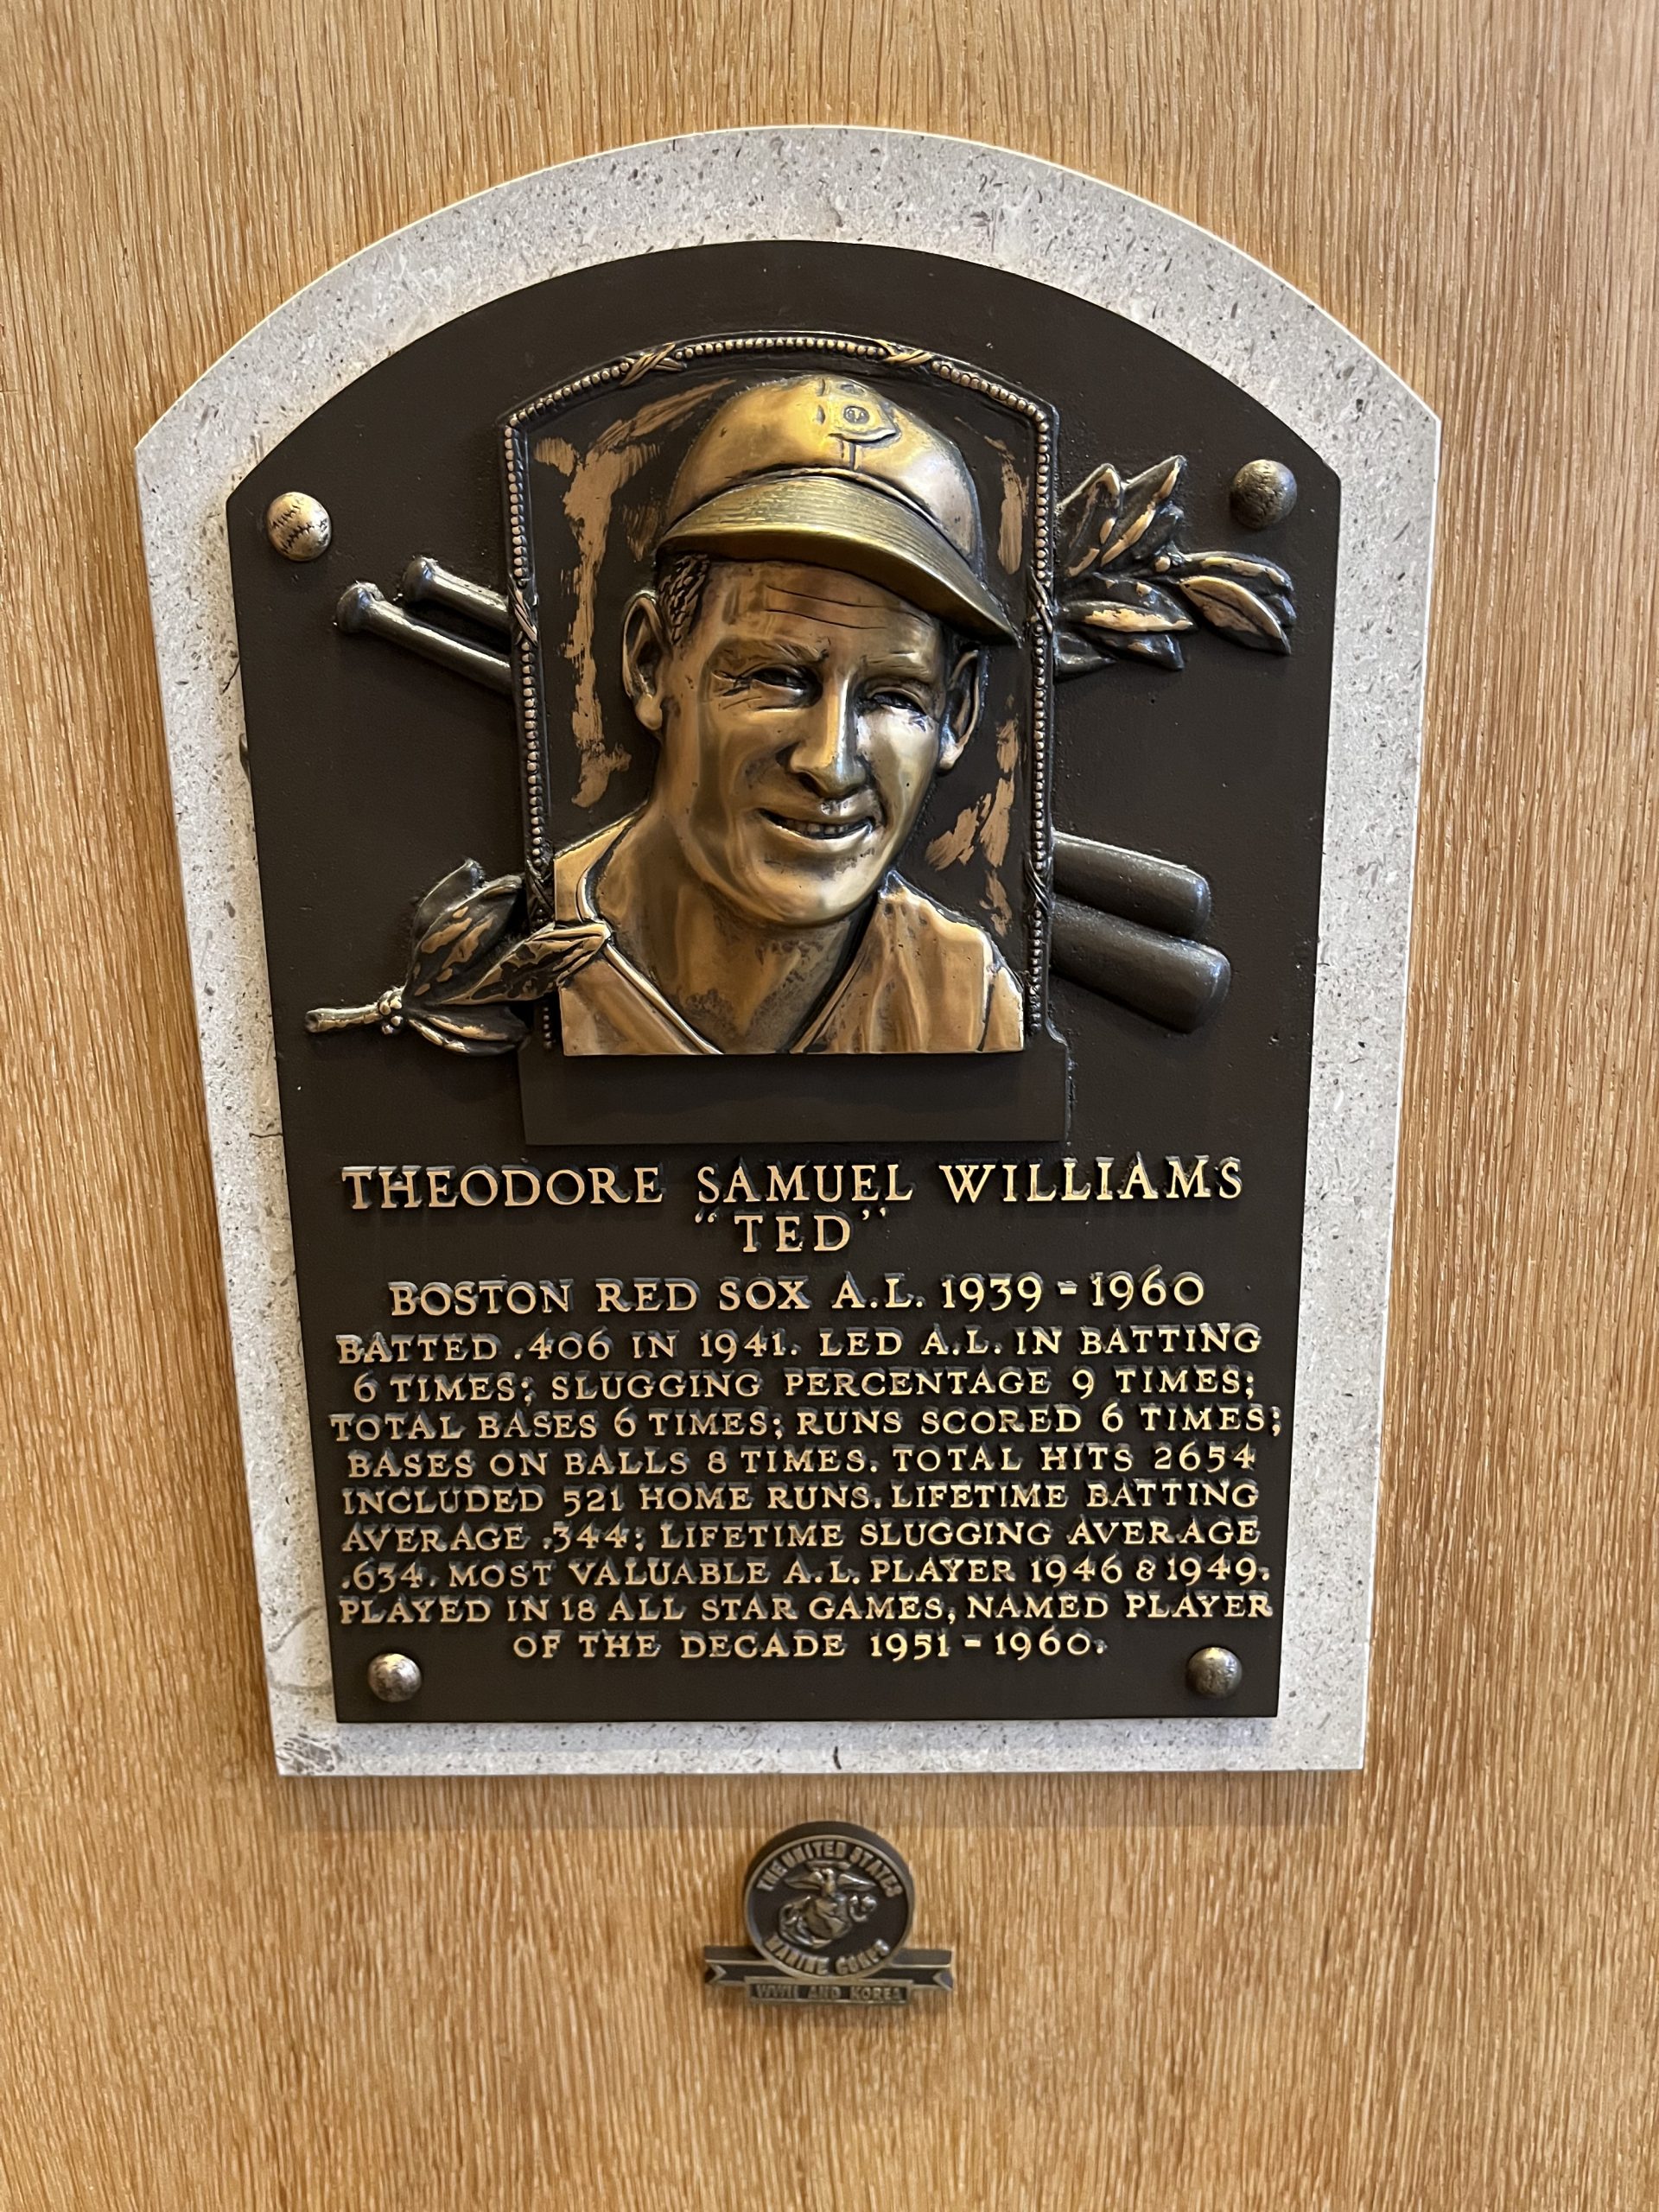 B
THEODORE SAMUEL WILLIAMS
"TED"
BOSTON RED SOX A.L. 1939-1960
BATTED .406 IN 1941. LED A.L. IN BATTING
6 TIMES; SLUGGING PERCENTAGE 9 TIMES;
TOTAL BASES 6 TIMES; RUNS SCORED 6 TIMES;
BASES ON BALLS 8 TIMES. TOTAL HITS 2654
INCLUDED 521 HOME RUNS. LIFETIME BATTING
AVERAGE .344; LIFETIME SLUGGING AVERAGE
.634. MOST VALUABLE A.L. PLAYER 1946 & 1949.
PLAYED IN 18 ALL STAR GAMES, NAMED PLAYER
OF THE DECADE 1951-1960.
THE UNITED STATES
MARINE CORPS
WWII AND KOREA